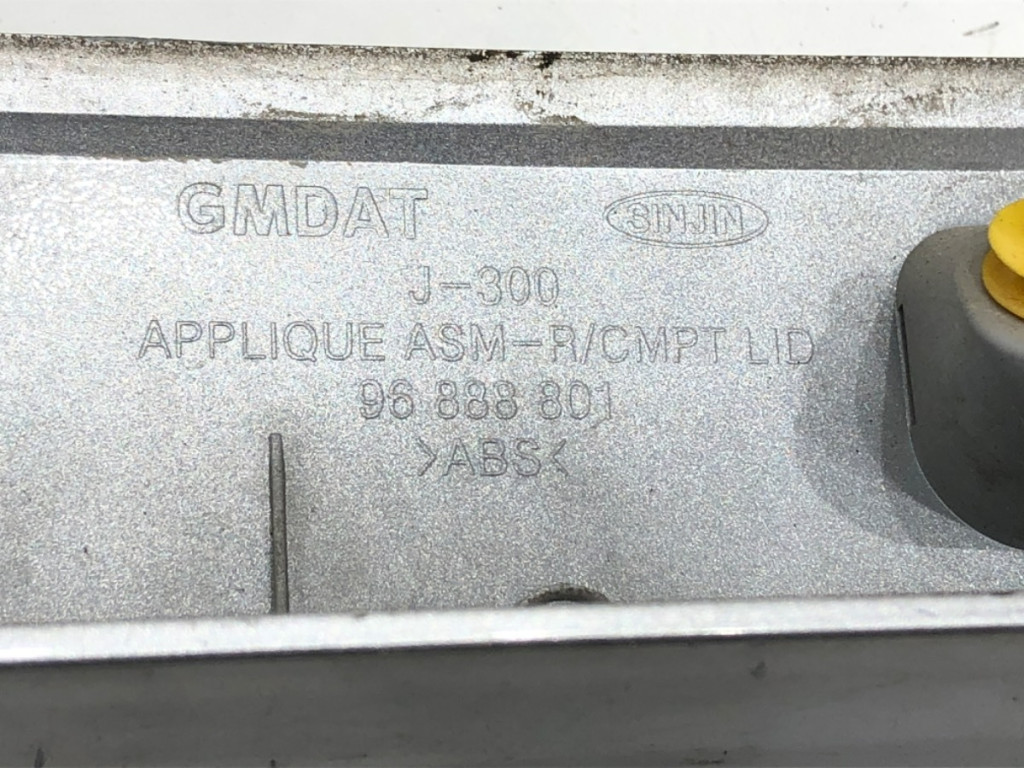 GMDAT SINJIN
J-300
APPLIQUE ASM-R/CMPT LID
96 888 801
>ABS<